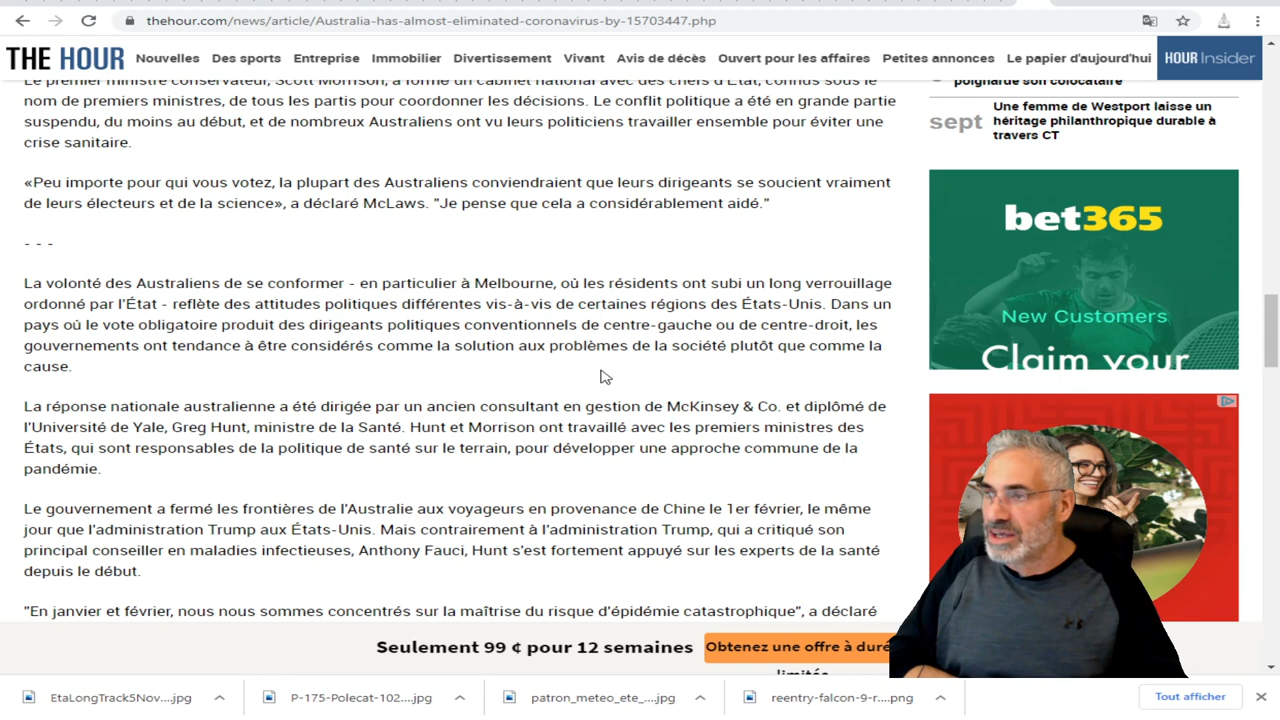 thehour.com/news/article/Australia-has-almost-eliminated-coronavirus-by-15703447.php
THE HOUR Nouvelles Des sports Entreprise Immobilier Divertissement Vivant Avis de décès Ouvert pour les affaires Petites annonces Le papier d'aujourd'hui HOUR Insider
Le premier ministre conservateur, Scott Morrison, a formé un cabinet national avec des chefs d'État, connus sous le
nom de premiers ministres, de tous les partis pour coordonner les décisions. Le conflit politique a été en grande partie
suspendu, du moins au début, et de nombreux Australiens ont vu leurs politiciens travailler ensemble pour éviter une
crise sanitaire.
«Peu importe pour qui vous votez, la plupart des Australiens conviendraient que leurs dirigeants se soucient vraiment
de leurs électeurs et de la science», a déclaré McLaws. "Je pense que cela a considérablement aidé."
- - -
La volonté des Australiens de se conformer - en particulier à Melbourne, où les résidents ont subi un long verrouillage
ordonné par l'État - reflète des attitudes politiques différentes vis-à-vis de certaines régions des États-Unis. Dans un
pays où le vote obligatoire produit des dirigeants politiques conventionnels de centre-gauche ou de centre-droit, les
gouvernements ont tendance à être considérés comme la solution aux problèmes de la société plutôt que comme la
cause.
La réponse nationale australienne a été dirigée par un ancien consultant en gestion de McKinsey & Co. et diplômé de
l'Université de Yale, Greg Hunt, ministre de la Santé. Hunt et Morrison ont travaillé avec les premiers ministres des
États, qui sont responsables de la politique de santé sur le terrain, pour développer une approche commune de la
pandémie.
Le gouvernement a fermé les frontières de l'Australie aux voyageurs en provenance de Chine le 1er février, le même
jour que l'administration Trump aux États-Unis. Mais contrairement à l'administration Trump, qui a critiqué son
principal conseiller en maladies infectieuses, Anthony Fauci, Hunt s'est fortement appuyé sur les experts de la santé
depuis le début.
"En janvier et février, nous nous sommes concentrés sur la maîtrise du risque d'épidémie catastrophique", a déclaré
poignardé son colocataire
sept
Une femme de Westport laisse un
héritage philanthropique durable à
travers CT
bet365
New Customers
Claim your
Seulement 99 ¢ pour 12 semaines Obtenez une offre à duré
limitée
EtaLongTrack5Nov....jpg P-175-Polecat-102....jpg patron_meteo_ete_....jpg reentry-falcon-9-r....png Tout afficher